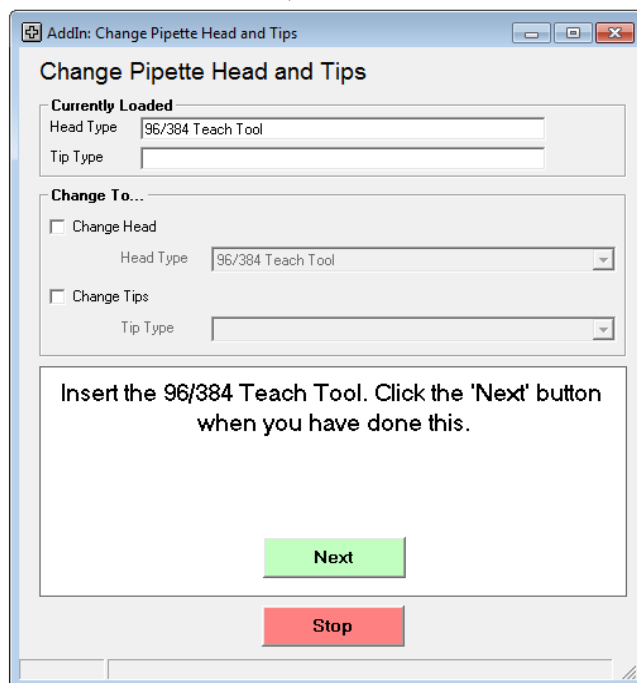 AddIn: Change Pipette Head and Tips
Change Pipette Head and Tips
Currently Loaded
Head Type 96/384 Teach Tool
Tip Type
Change To...
Change Head
Head Type 96/384 Teach Tool
Change Tips
Tip Type
Insert the 96/384 Teach Tool. Click the 'Next' button
when you have done this.
Next
Stop